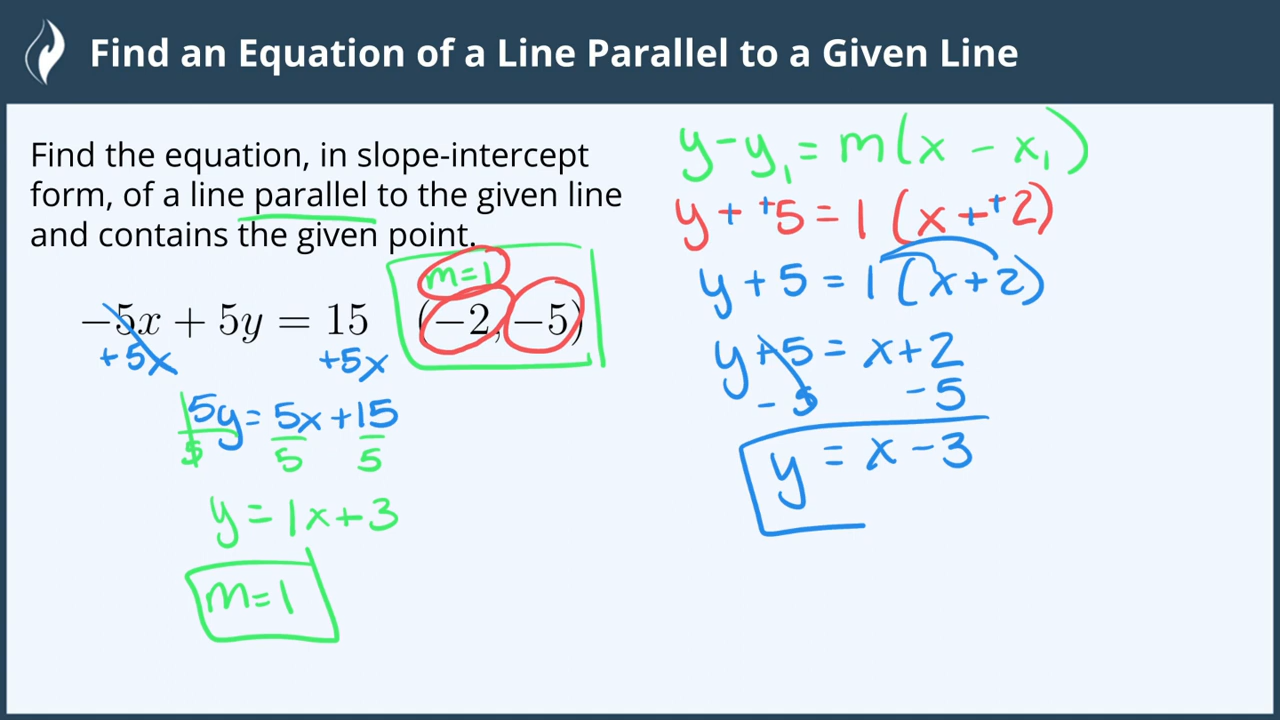 Find an Equation of a Line Parallel to a Given Line
Find the equation, in slope-intercept
form, of a line parallel to the given line
and contains the given point.
m=1
−5x + 5y = 15 (−2, −5)
+5x +5x
5y = 5x + 15
5 5 5
y = 1x + 3
m=1
y - y₁ = m(x - x₁)
y + +5 = 1 (x + +2)
y + 5 = 1 (x + 2)
y + 5 = x + 2
- 5 - 5
y = x - 3